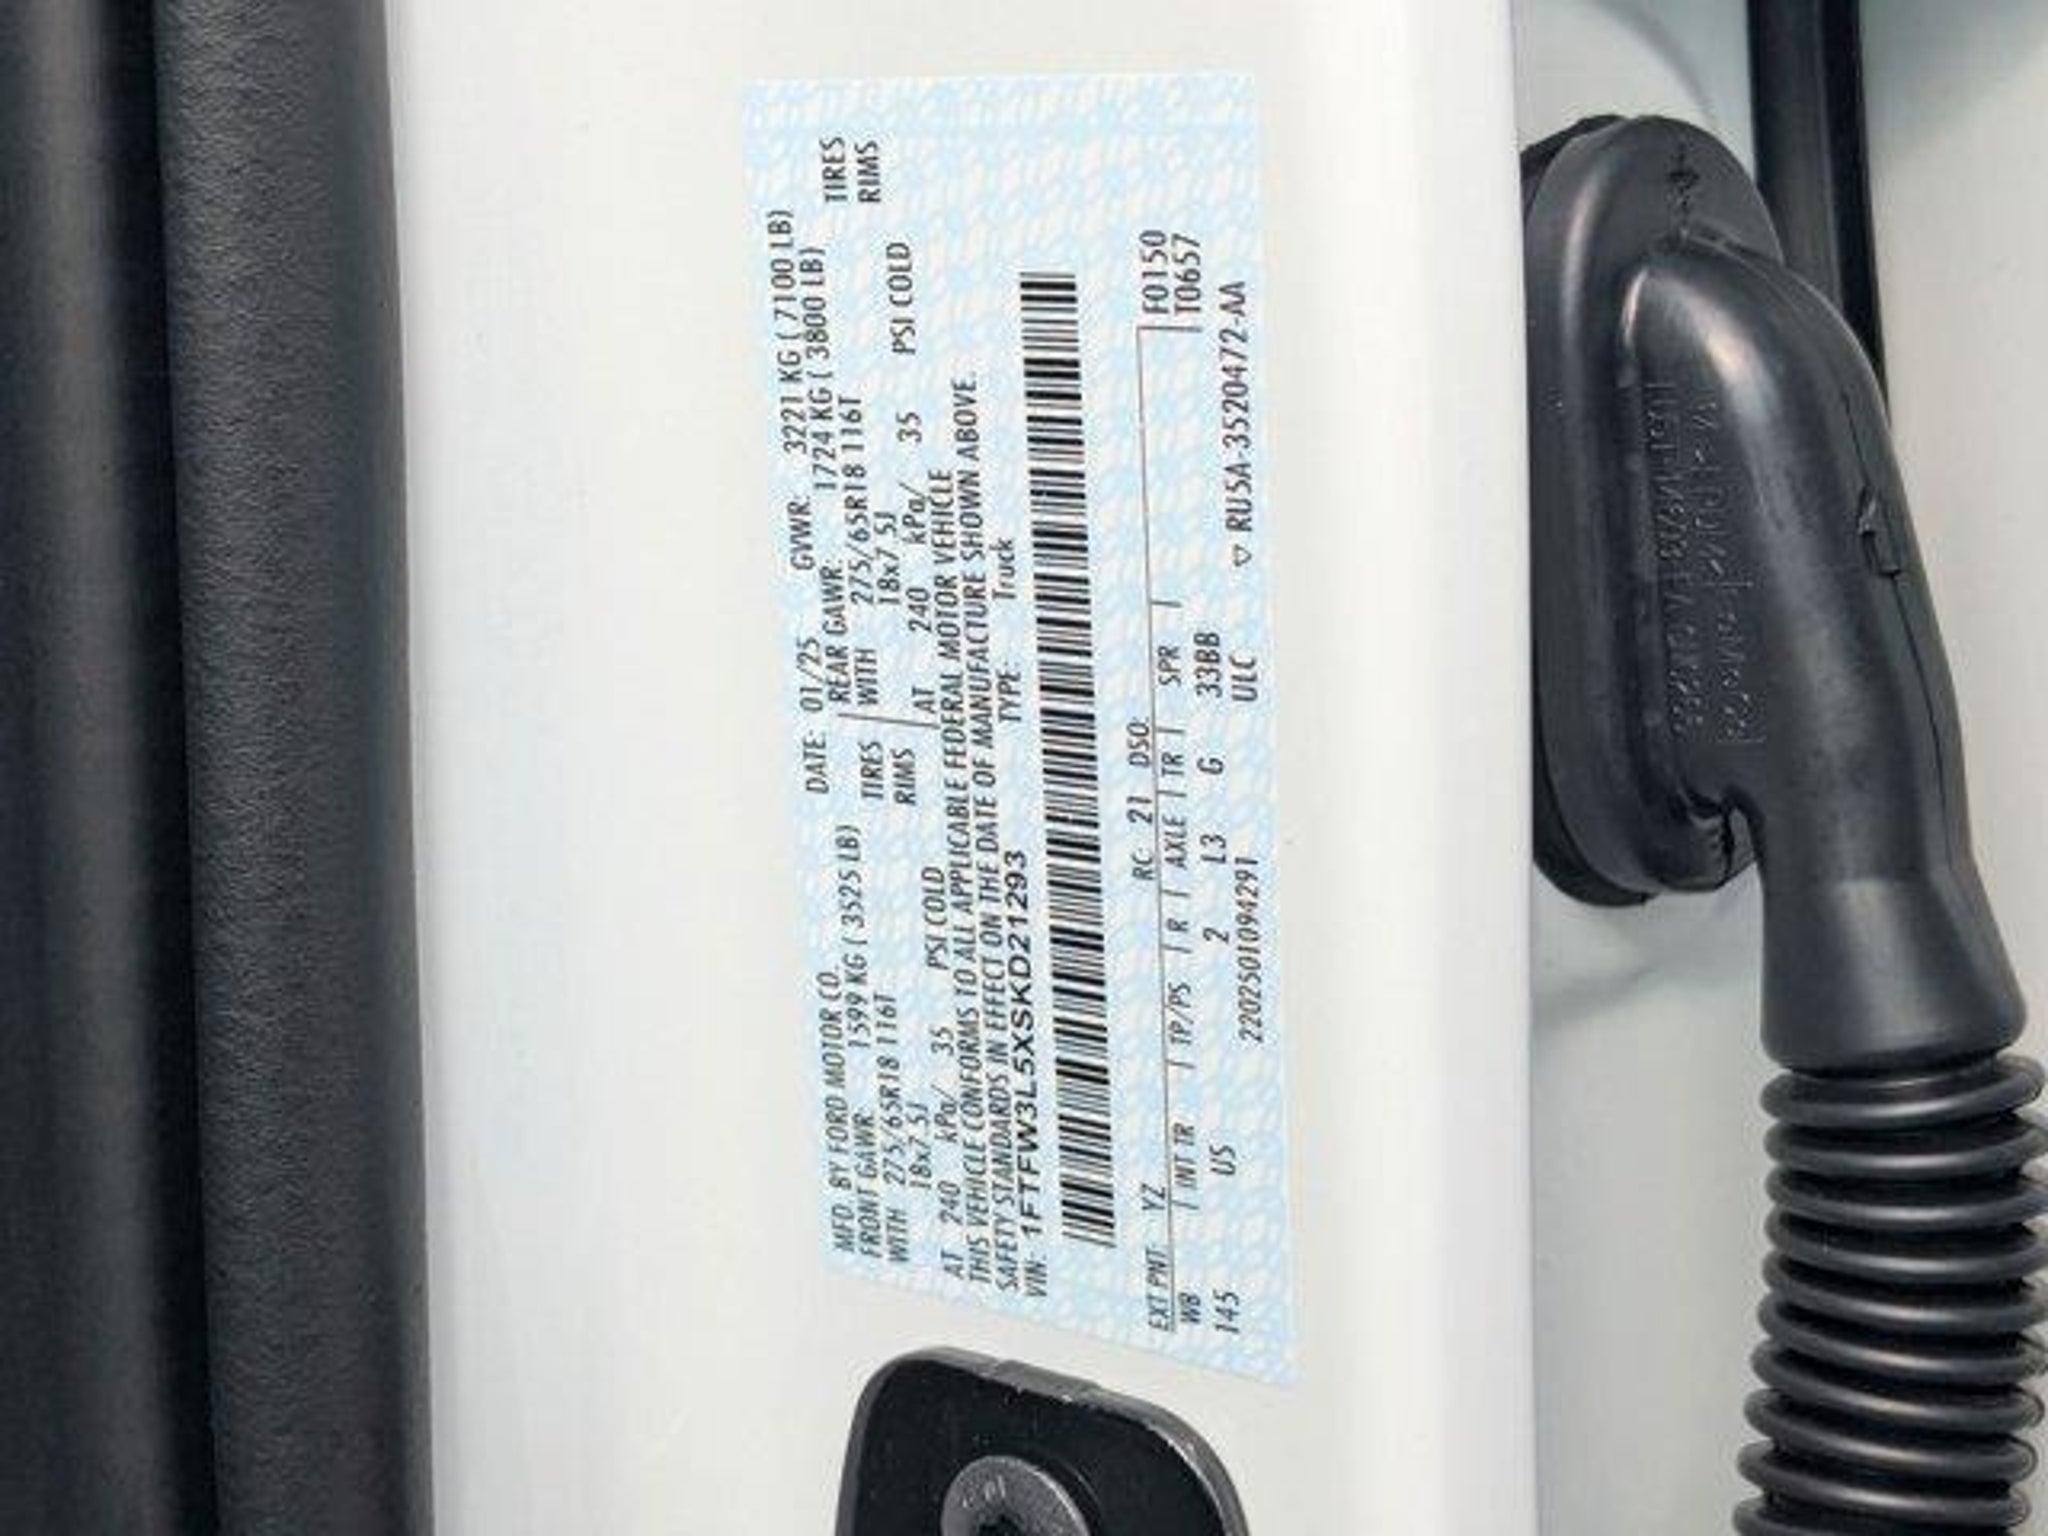 MFD. BY FORD MOTOR CO. DATE: 01/25 GVWR: 3221 KG ( 7100 LB)
FRONT GAWR: 1599 KG ( 3525 LB) REAR GAWR: 1724 KG ( 3800 LB)
WITH 275/65R18 116T TIRES WITH 275/65R18 116T TIRES
18x7.5J RIMS 18x7.5J RIMS
AT 240 kPa/ 35 PSI COLD AT 240 kPa/ 35 PSI COLD
THIS VEHICLE CONFORMS TO ALL APPLICABLE FEDERAL MOTOR VEHICLE
SAFETY STANDARDS IN EFFECT ON THE DATE OF MANUFACTURE SHOWN ABOVE.
VIN: 1FTFW3L5XSKD21293 TYPE: Truck
EXT PNT: YZ RC: 21 DSO: F0150
WB INT TR TP/PS R AXLE TR SPR T0657
145 US 2 L3 G 33BB
220250109429​1 ULC RU5A-3520472-AA